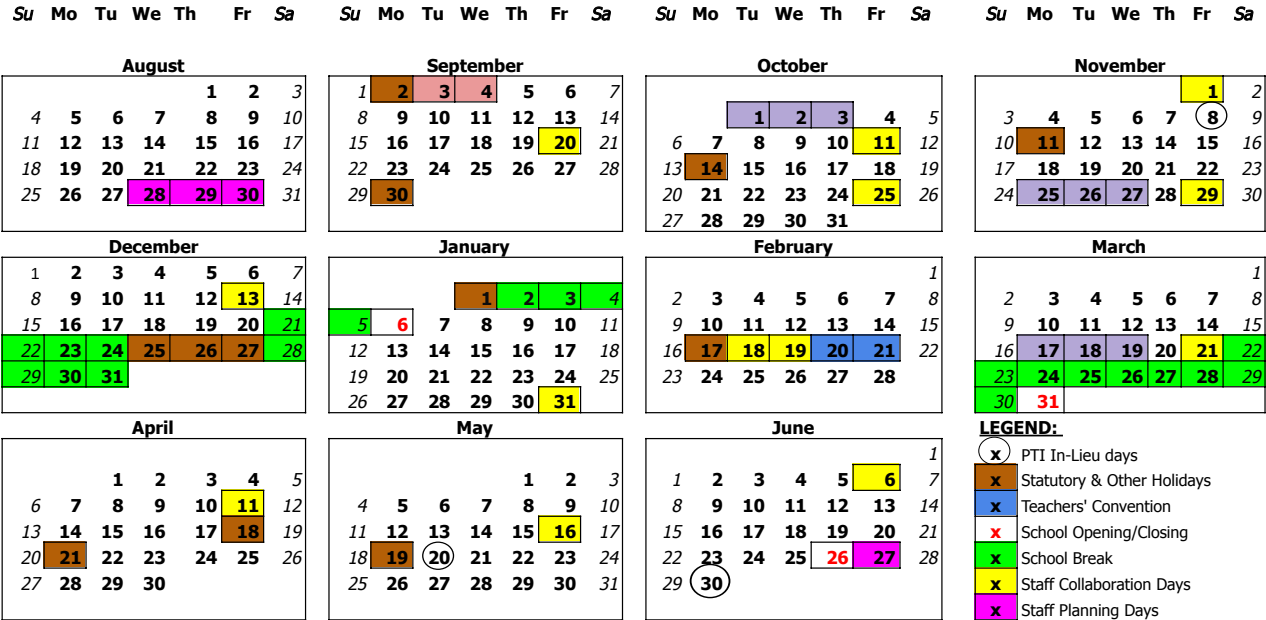 Su Mo Tu We Th Fr Sa
Su Mo Tu We Th Fr Sa
Su Mo Tu We Th Fr Sa
Su Mo Tu We Th Fr Sa
August
1 2 3
4 5 6 7 8 9 10
11 12 13 14 15 16 17
18 19 20 21 22 23 24
25 26 27 28 29 30 31
September
1 2 3 4 5 6 7
8 9 10 11 12 13 14
15 16 17 18 19 20 21
22 23 24 25 26 27 28
29 30
October
1 2 3 4 5
6 7 8 9 10 11 12
13 14 15 16 17 18 19
20 21 22 23 24 25 26
27 28 29 30 31
November
1 2
3 4 5 6 7 8 9
10 11 12 13 14 15 16
17 18 19 20 21 22 23
24 25 26 27 28 29 30
December
1 2 3 4 5 6 7
8 9 10 11 12 13 14
15 16 17 18 19 20 21
22 23 24 25 26 27 28
29 30 31
January
1 2 3 4
5 6 7 8 9 10 11
12 13 14 15 16 17 18
19 20 21 22 23 24 25
26 27 28 29 30 31
February
1
2 3 4 5 6 7 8
9 10 11 12 13 14 15
16 17 18 19 20 21 22
23 24 25 26 27 28
March
1
2 3 4 5 6 7 8
9 10 11 12 13 14 15
16 17 18 19 20 21 22
23 24 25 26 27 28 29
30 31
April
1 2 3 4 5
6 7 8 9 10 11 12
13 14 15 16 17 18 19
20 21 22 23 24 25 26
27 28 29 30
May
1 2 3
4 5 6 7 8 9 10
11 12 13 14 15 16 17
18 19 20 21 22 23 24
25 26 27 28 29 30 31
June
1
1 2 3 4 5 6 7
8 9 10 11 12 13 14
15 16 17 18 19 20 21
22 23 24 25 26 27 28
29 30
LEGEND:
x PTI In-Lieu days
x Statutory & Other Holidays
x Teachers' Convention
x School Opening/Closing
x School Break
x Staff Collaboration Days
x Staff Planning Days